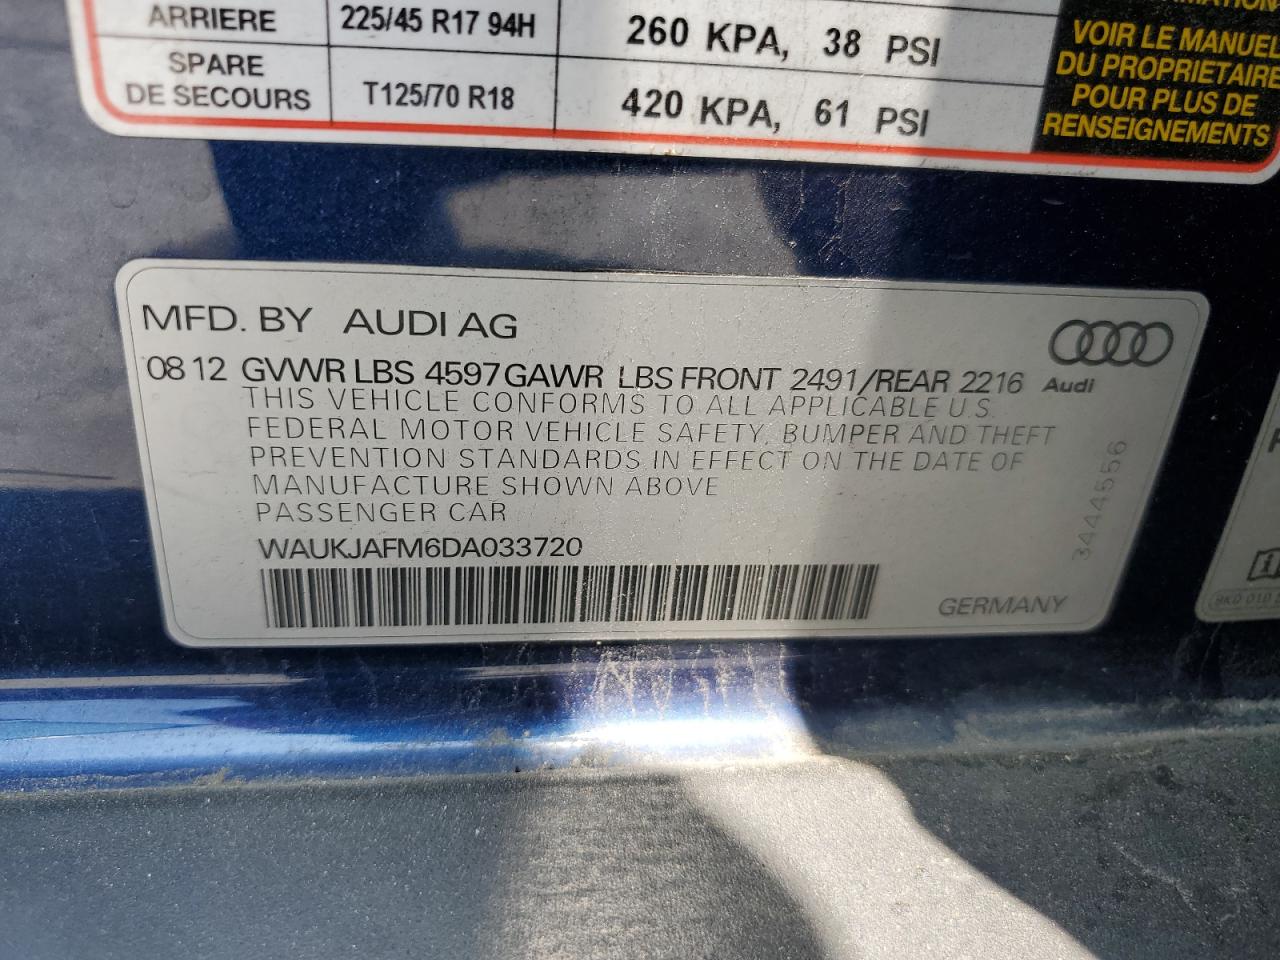 ARRIERE 225/45 R17 94H 260 KPA, 38 PSI
SPARE
DE SECOURS T125/70 R18 420 KPA, 61 PSI
VOIR LE MANUEL
DU PROPRIETAIRE
POUR PLUS DE
RENSEIGNEMENTS
MFD. BY AUDI AG
08 12 GVWR LBS 4597 GAWR LBS FRONT 2491/REAR 2216
Audi
THIS VEHICLE CONFORMS TO ALL APPLICABLE U.S.
FEDERAL MOTOR VEHICLE SAFETY, BUMPER AND THEFT
PREVENTION STANDARDS IN EFFECT ON THE DATE OF
MANUFACTURE SHOWN ABOVE
PASSENGER CAR
WAUKJAFM6DA033720
GERMANY
3444556
8K0 010